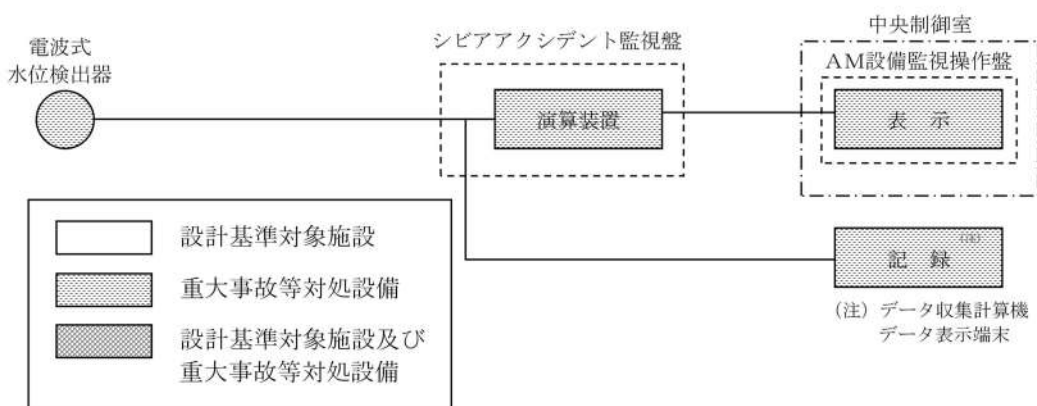 電波式
水位検出器
シビアアクシデント監視盤
演算装置
中央制御室
AM設備監視操作盤
表 示
記 録 (注)
(注) データ収集計算機
データ表示端末
設計基準対象施設
重大事故等対処設備
設計基準対象施設及び
重大事故等対処設備